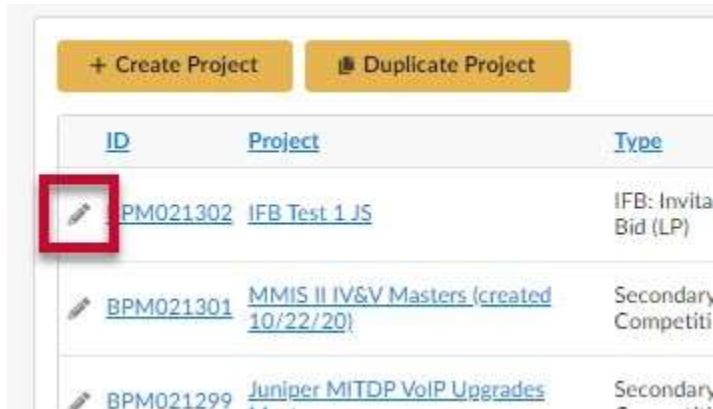 + Create Project Duplicate Project
ID Project Type
PM021302 IFB Test 1 JS IFB: Invita
Bid (LP)
BPM021301 MMIS II IV&V Masters (created Secondary
10/22/20) Competiti
BPM021299 Juniper MITDP VoIP Upgrades Secondary